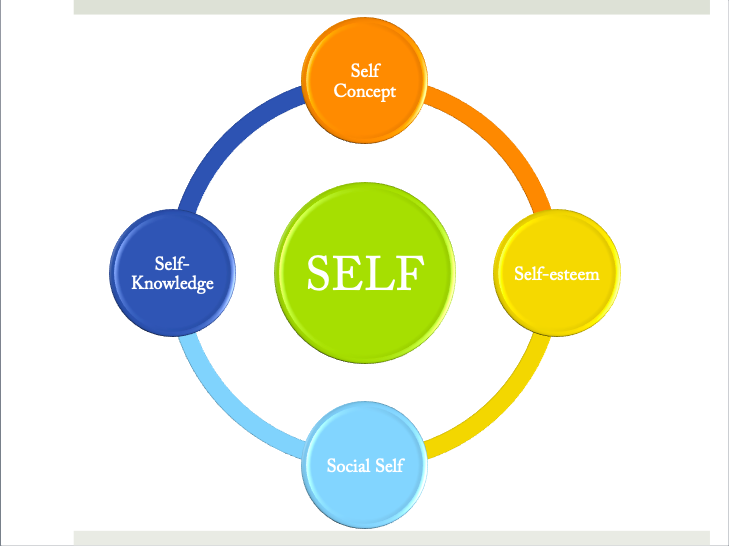 Self
Concept
Self-
Knowledge
SELF
Self-esteem
Social Self